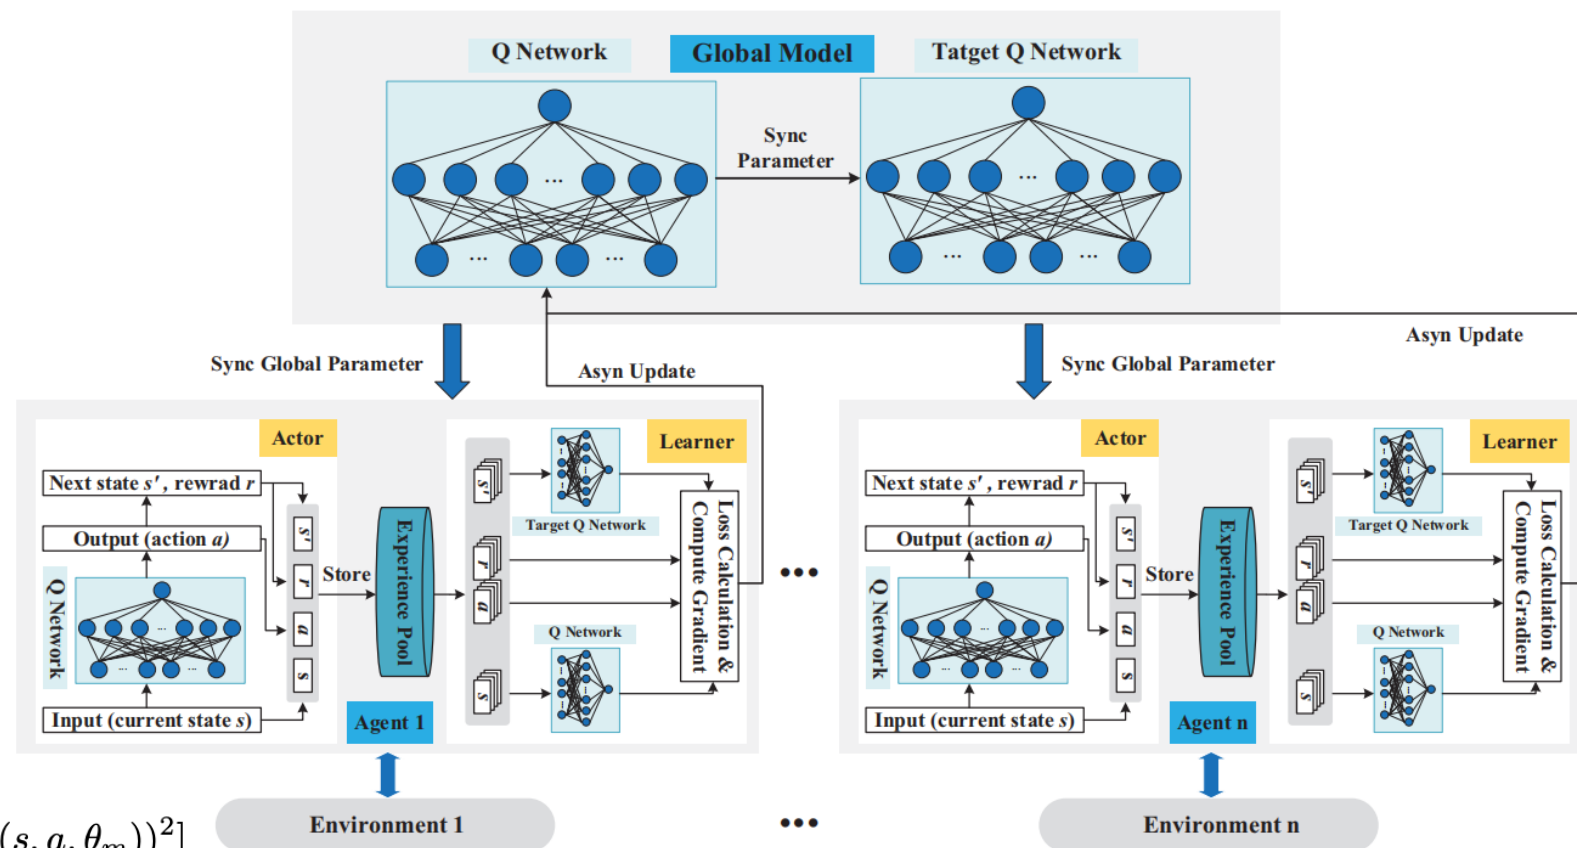 Q Network
Global Model
Tatget Q Network
Sync
Parameter
...
...
... ...
... ...
Sync Global Parameter
Asyn Update
Sync Global Parameter
Asyn Update
Actor
Next state s′, rewrad r
Output (action a)
Q Network
...
... ...
Input (current state s)
s′
r
a
s
Store
Experience Pool
Agent 1
Learner
s′
r
a
s
Target Q Network
Q Network
Loss Calculation &
Compute Gradient
•••
Actor
Next state s′, rewrad r
Output (action a)
Q Network
...
... ...
Input (current state s)
s′
r
a
s
Store
Experience Pool
Agent n
Learner
s′
r
a
s
Target Q Network
Q Network
Loss Calculation &
Compute Gradient
(s, a, θₘ))²]
Environment 1
•••
Environment n